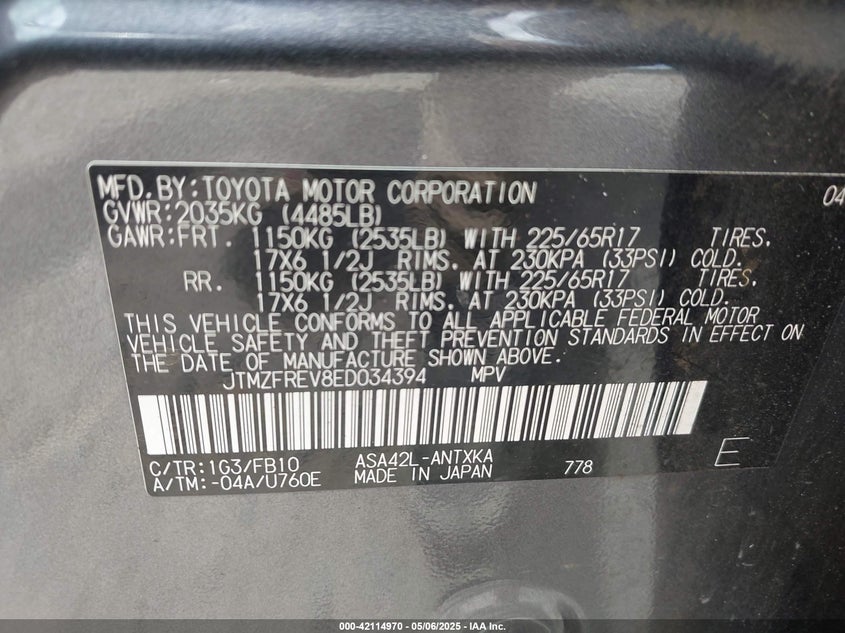 MFD.BY:TOYOTA MOTOR CORPORATION 04
GVWR:2035KG (4485LB)
GAWR:FRT. 1150KG (2535LB) WITH 225/65R17 TIRES.
17X6 1/2J RIMS. AT 230KPA (33PSI) COLD.
RR. 1150KG (2535LB) WITH 225/65R17 TIRES.
17X6 1/2J RIMS. AT 230KPA (33PSI) COLD.
THIS VEHICLE CONFORMS TO ALL APPLICABLE FEDERAL MOTOR
VEHICLE SAFETY AND THEFT PREVENTION STANDARDS IN EFFECT ON
THE DATE OF MANUFACTURE SHOWN ABOVE.
JTMZFREV8ED034394 MPV
C/TR:1G3/FB10 ASA42L-ANTXKA
A/TM:-04A/U760E MADE IN JAPAN 778 E
000-42114970 - 05/06/2025 - IAA Inc.